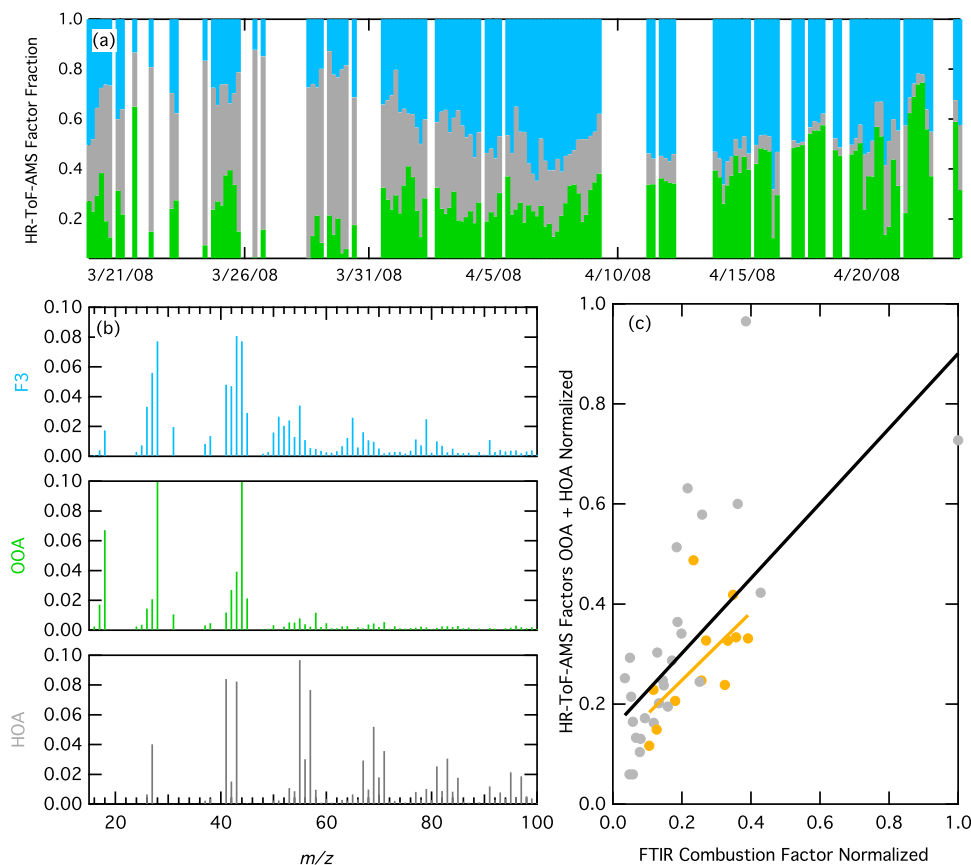 HR-ToF-AMS Factor Fraction
(a)
1.0
0.8
0.6
0.4
0.2
3/21/08 3/26/08 3/31/08 4/5/08 4/10/08 4/15/08 4/20/08
F3
(b)
0.10
0.08
0.06
0.04
0.02
0.00
OOA
0.10
0.08
0.06
0.04
0.02
0.00
HOA
0.10
0.08
0.06
0.04
0.02
0.00
20 40 60 80 100
m/z
HR-ToF-AMS Factors OOA + HOA Normalized
(c)
1.0
0.8
0.6
0.4
0.2
0.0
0.0 0.2 0.4 0.6 0.8 1.0
FTIR Combustion Factor Normalized